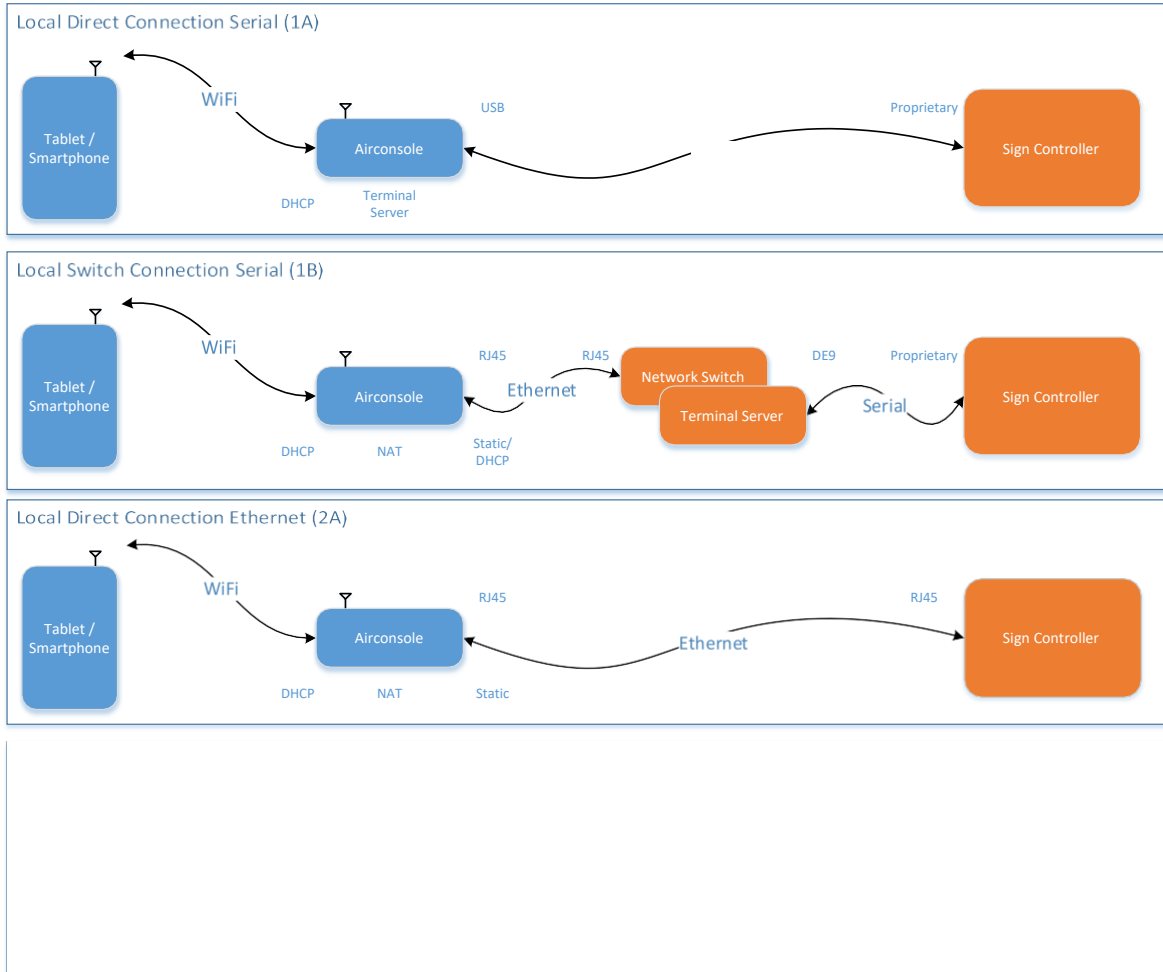 Local Direct Connection Serial (1A)
WiFi
USB
Proprietary
Tablet /
Smartphone
Airconsole
Sign Controller
DHCP
Terminal
Server
Local Switch Connection Serial (1B)
WiFi
RJ45
RJ45
DE9
Proprietary
Network Switch
Tablet /
Smartphone
Airconsole
Ethernet
Terminal Server
Serial
Sign Controller
DHCP
NAT
Static/
DHCP
Local Direct Connection Ethernet (2A)
WiFi
RJ45
RJ45
Tablet /
Smartphone
Airconsole
Ethernet
Sign Controller
DHCP
NAT
Static